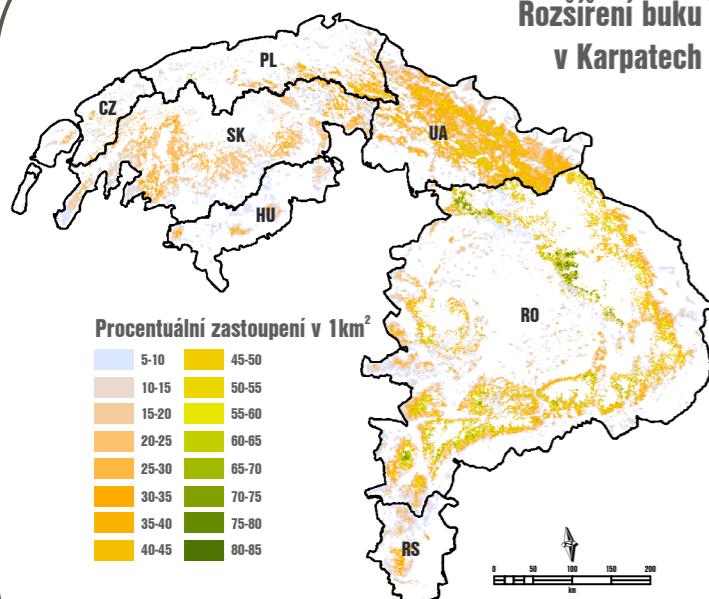 Rozšíření buku
v Karpatech
PL
CZ
SK
UA
HU
RO
RS
Procentuální zastoupení v 1km²
5-10 45-50
10-15 50-55
15-20 55-60
20-25 60-65
25-30 65-70
30-35 70-75
35-40 75-80
40-45 80-85
0 50 100 150 200
km